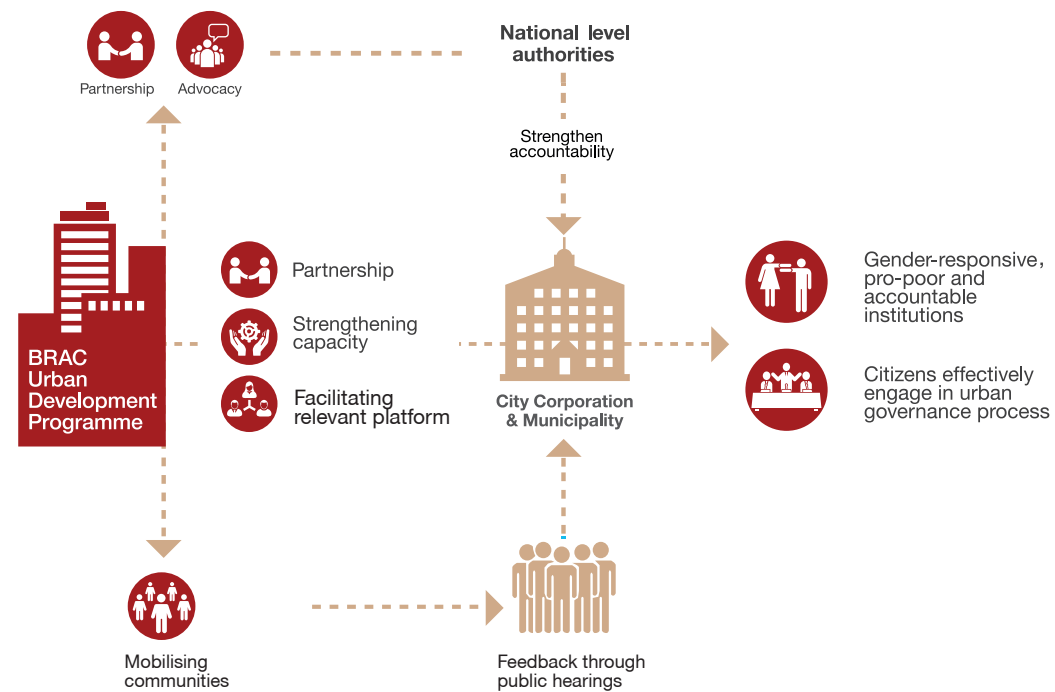 Partnership
Advocacy
National level
authorities
Strengthen
accountability
BRAC
Urban
Development
Programme
Partnership
Strengthening
capacity
Facilitating
relevant platform
City Corporation
& Municipality
Gender-responsive,
pro-poor and
accountable
institutions
Citizens effectively
engage in urban
governance process
Mobilising
communities
Feedback through
public hearings